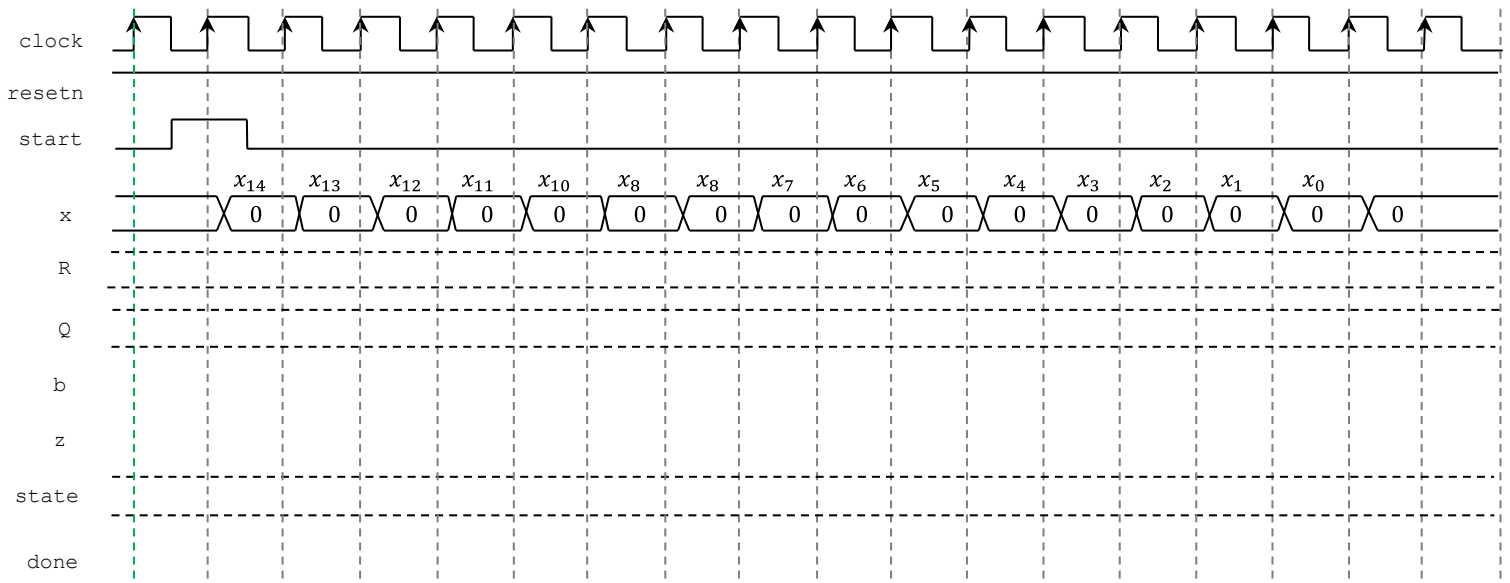 clock
resetn
start
x₁₄ x₁₃ x₁₂ x₁₁ x₁₀ x₈ x₈ x₇ x₆ x₅ x₄ x₃ x₂ x₁ x₀
x 0 0 0 0 0 0 0 0 0 0 0 0 0 0 0 0
R
Q
b
z
state
done